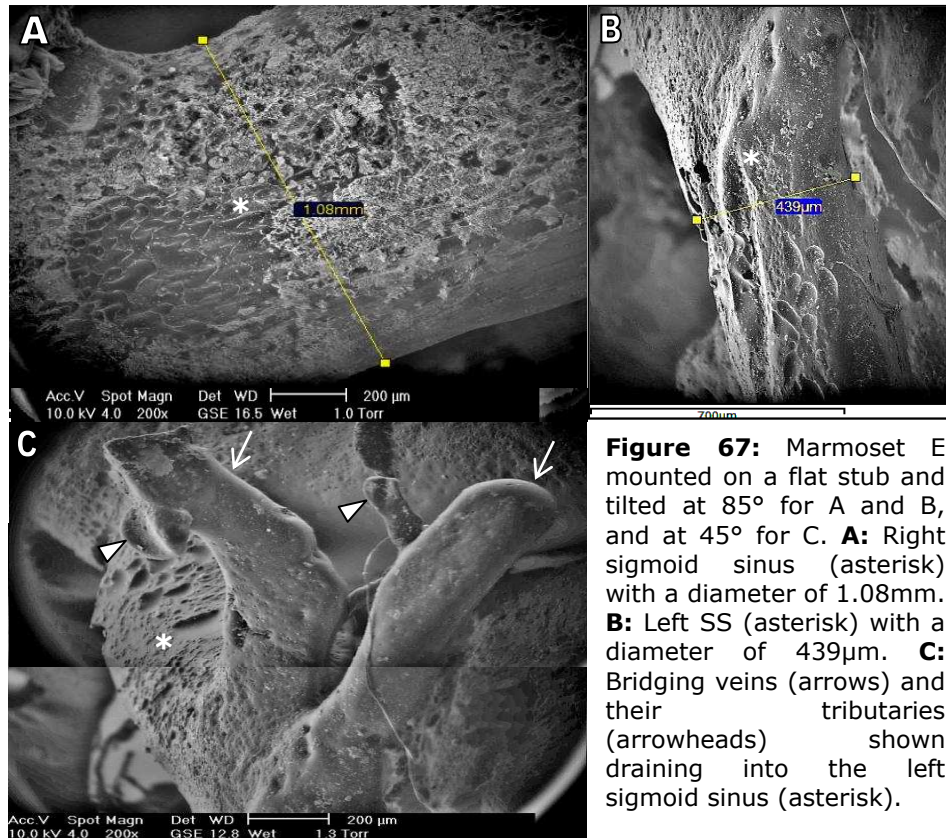 A
1.08mm
Acc.V Spot Magn Det WD 200 µm
10.0 kV 4.0 200x GSE 16.5 Wet 1.0 Torr
B
439µm
700um
C
Acc.V Spot Magn Det WD 200 µm
10.0 kV 4.0 200x GSE 12.8 Wet 1.3 Torr
Figure 67: Marmoset E
mounted on a flat stub and
tilted at 85° for A and B,
and at 45° for C. A: Right
sigmoid sinus (asterisk)
with a diameter of 1.08mm.
B: Left SS (asterisk) with a
diameter of 439µm. C:
Bridging veins (arrows) and
their tributaries
(arrowheads) shown
draining into the left
sigmoid sinus (asterisk).